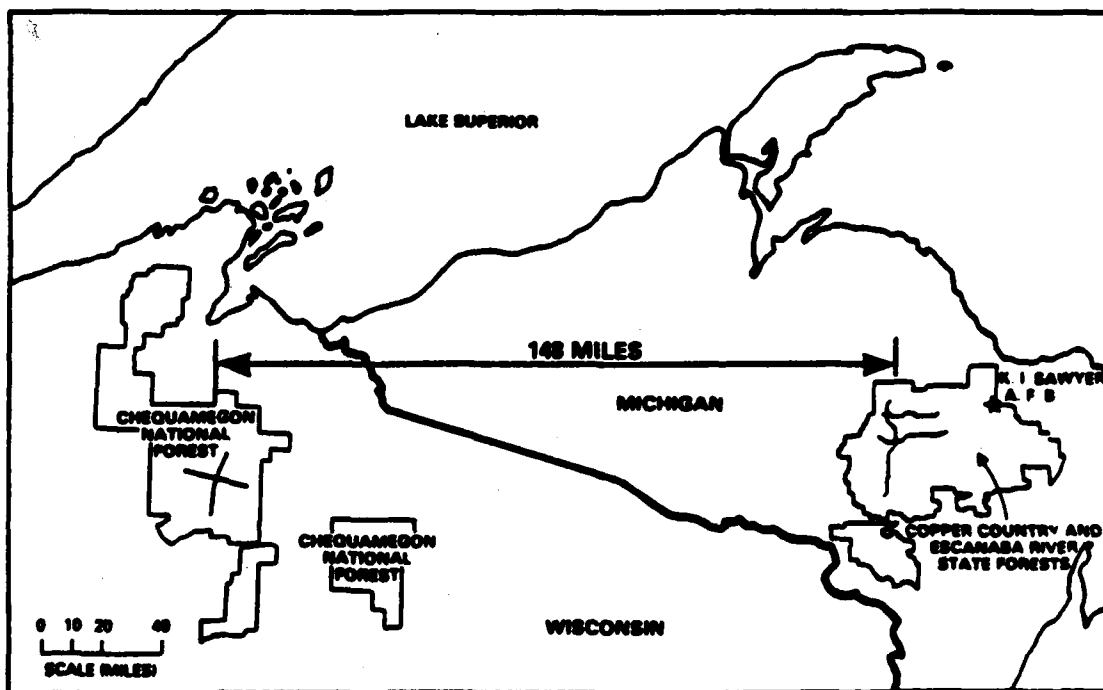 LAKE SUPERIOR
148 MILES
K. I SAWYER
A. F B
MICHIGAN
CHEQUAMEGON
NATIONAL
FOREST
CHEQUAMEGON
NATIONAL
FOREST
COPPER COUNTRY AND
ESCANABA RIVER
STATE FORESTS
WISCONSIN
0 10 20 40
SCALE (MILES)